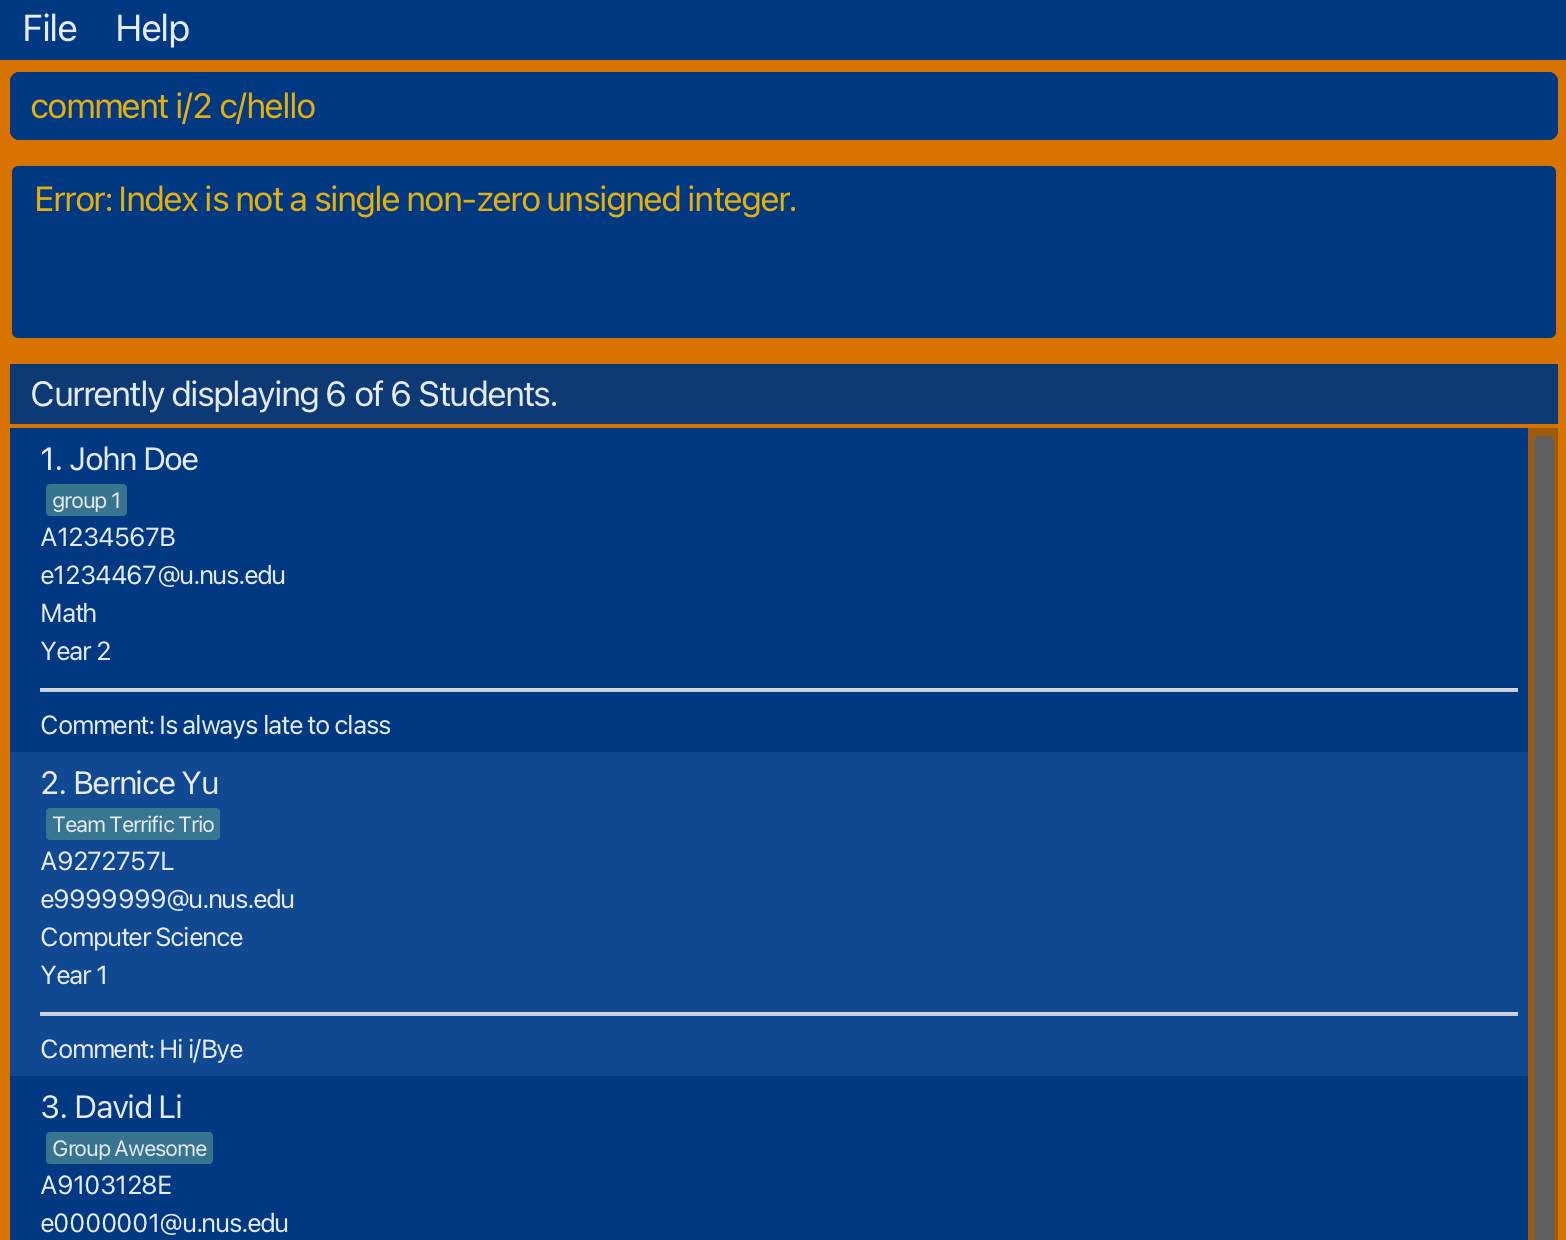 File Help
comment i/2 c/hello
Error: Index is not a single non-zero unsigned integer.
Currently displaying 6 of 6 Students.
1. John Doe
group 1
A1234567B
e1234467@u.nus.edu
Math
Year 2
Comment: Is always late to class
2. Bernice Yu
Team Terrific Trio
A9272757L
e9999999@u.nus.edu
Computer Science
Year 1
Comment: Hi i/Bye
3. David Li
Group Awesome
A9103128E
e0000001@u.nus.edu